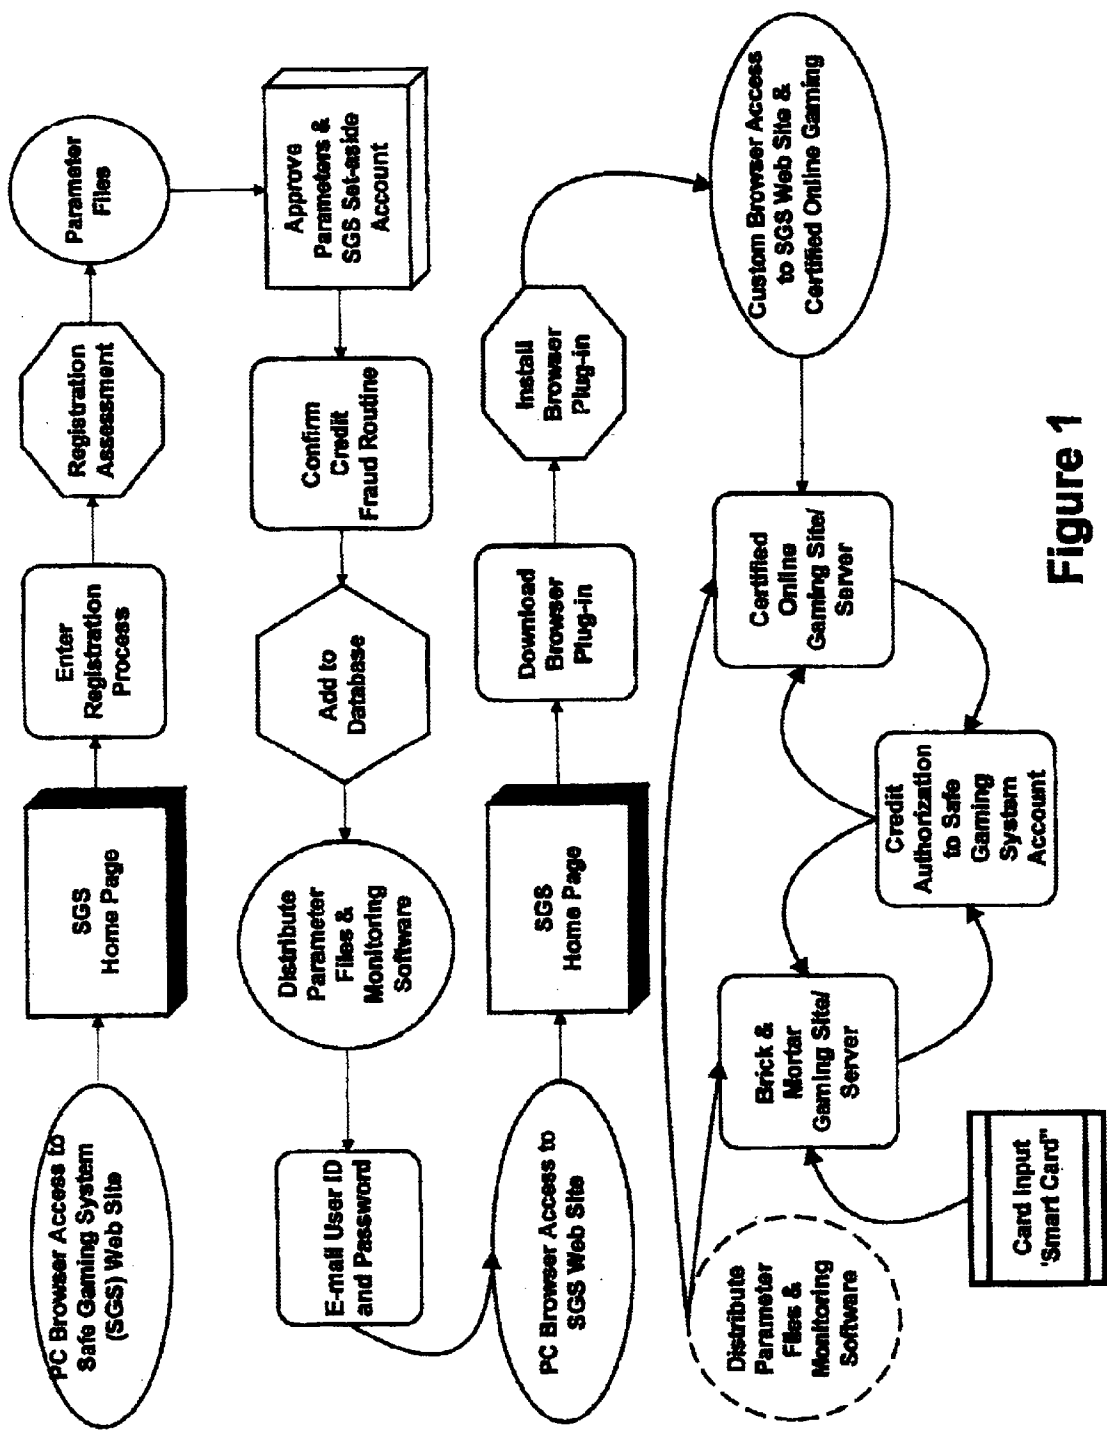 PC Browser Access to
Safe Gaming System
(SGS) Web Site
SGS
Home Page
Enter
Registration
Process
Registration
Assessment
Parameter
Files
Approve
Parameters &
SGS Set-aside
Account
Confirm
Credit
Fraud Routine
Add to
Database
Distribute
Parameter
Files &
Monitoring
Software
E-mail User ID
and Password
PC Browser Access to
SGS Web Site
SGS
Home Page
Download
Browser
Plug-in
Install
Browser
Plug-in
Custom Browser Access
to SGS Web Site &
Certified Online Gaming
Certified
Online
Gaming Site/
Server
Credit
Authorization
to Safe
Gaming
System
Account
Brick &
Mortar
Gaming Site/
Server
Distribute
Parameter
Files &
Monitoring
Software
Card Input
'Smart Card"
Figure 1